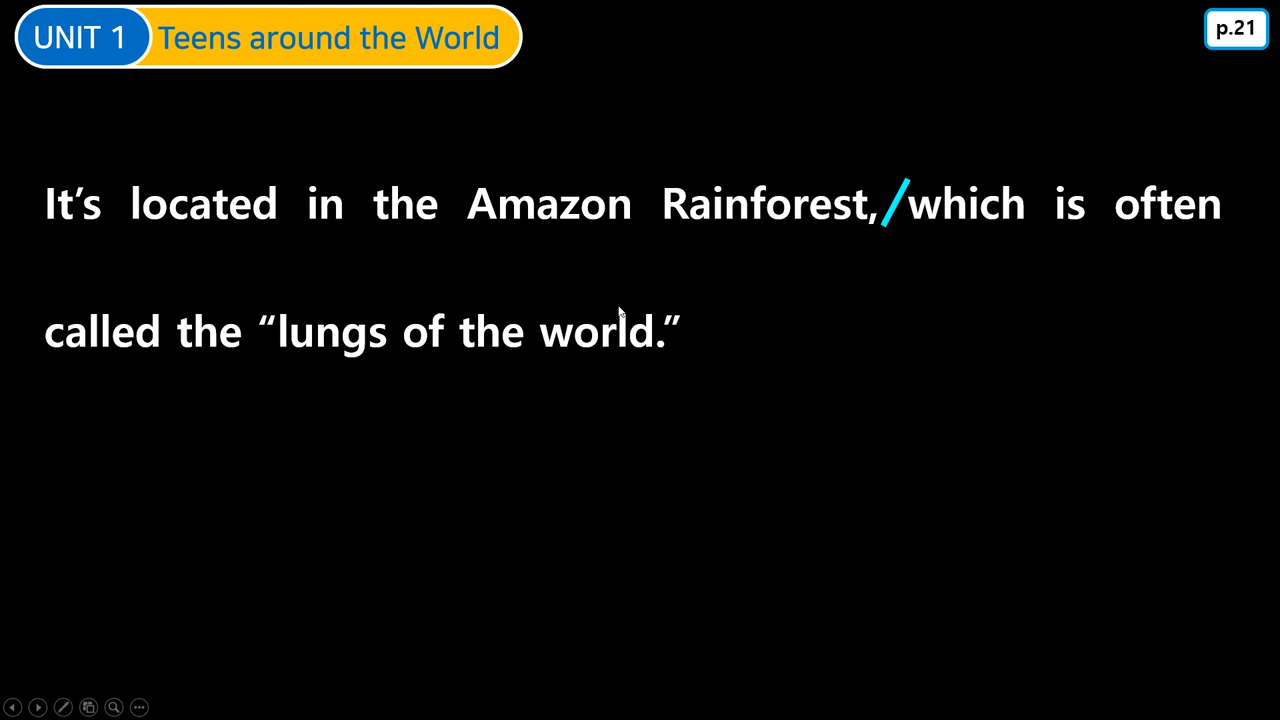 UNIT 1 Teens around the World
p.21
It's located in the Amazon Rainforest, which is often
called the “lungs of the world.”